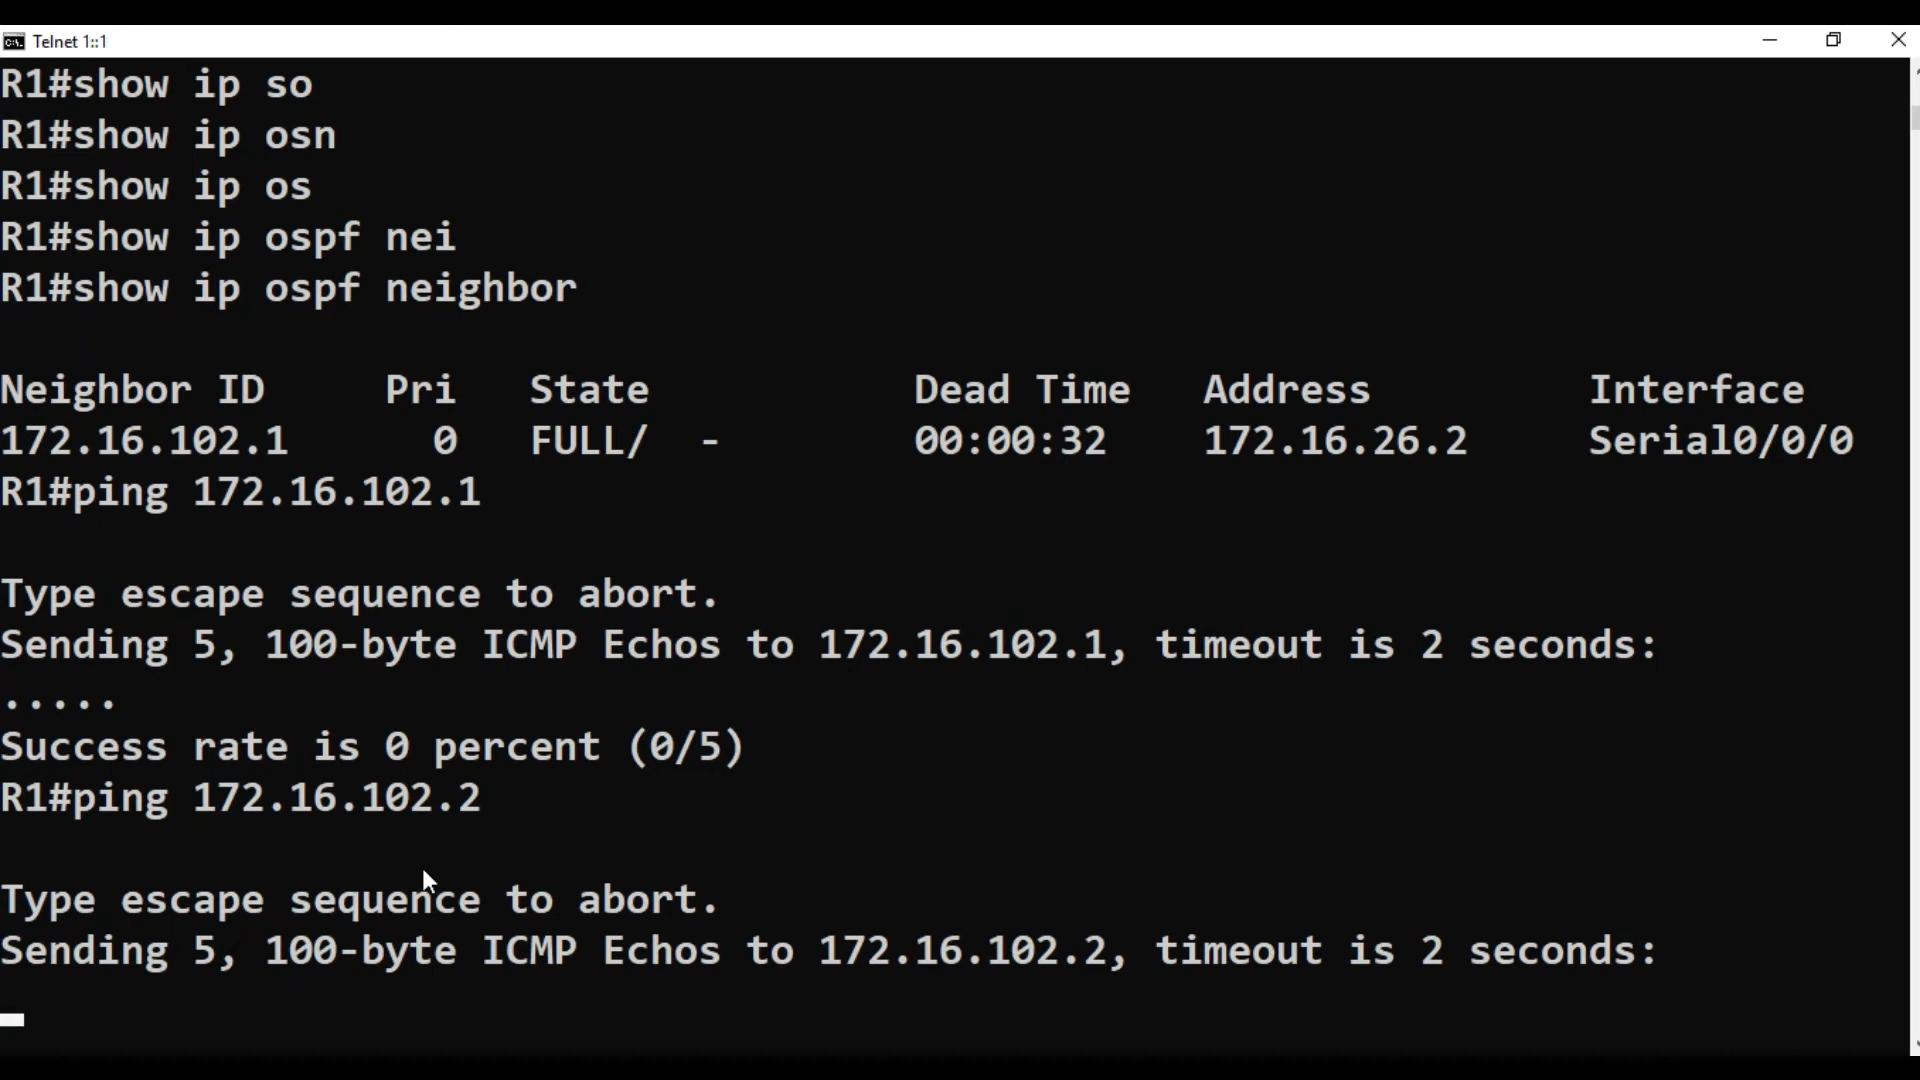 Telnet 1::1
R1#show ip so
R1#show ip osn
R1#show ip os
R1#show ip ospf nei
R1#show ip ospf neighbor
Neighbor ID     Pri   State           Dead Time   Address         Interface
172.16.102.1      0   FULL/  -        00:00:32    172.16.26.2     Serial0/0/0
R1#ping 172.16.102.1
Type escape sequence to abort.
Sending 5, 100-byte ICMP Echos to 172.16.102.1, timeout is 2 seconds:
.....
Success rate is 0 percent (0/5)
R1#ping 172.16.102.2
Type escape sequence to abort.
Sending 5, 100-byte ICMP Echos to 172.16.102.2, timeout is 2 seconds: